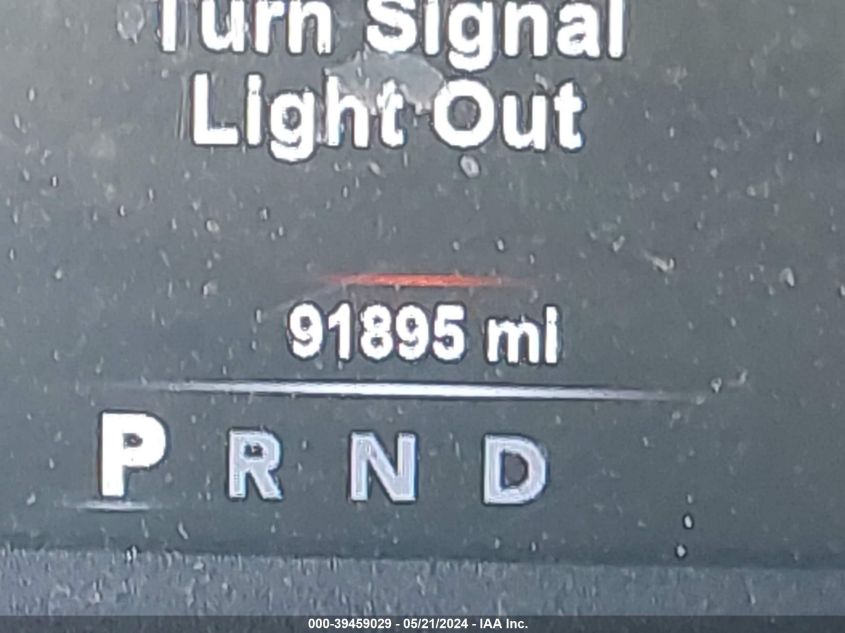 Turn Signal
Light Out
91895 mi
P R N D
000-39459029 - 05/21/2024 - IAA Inc.